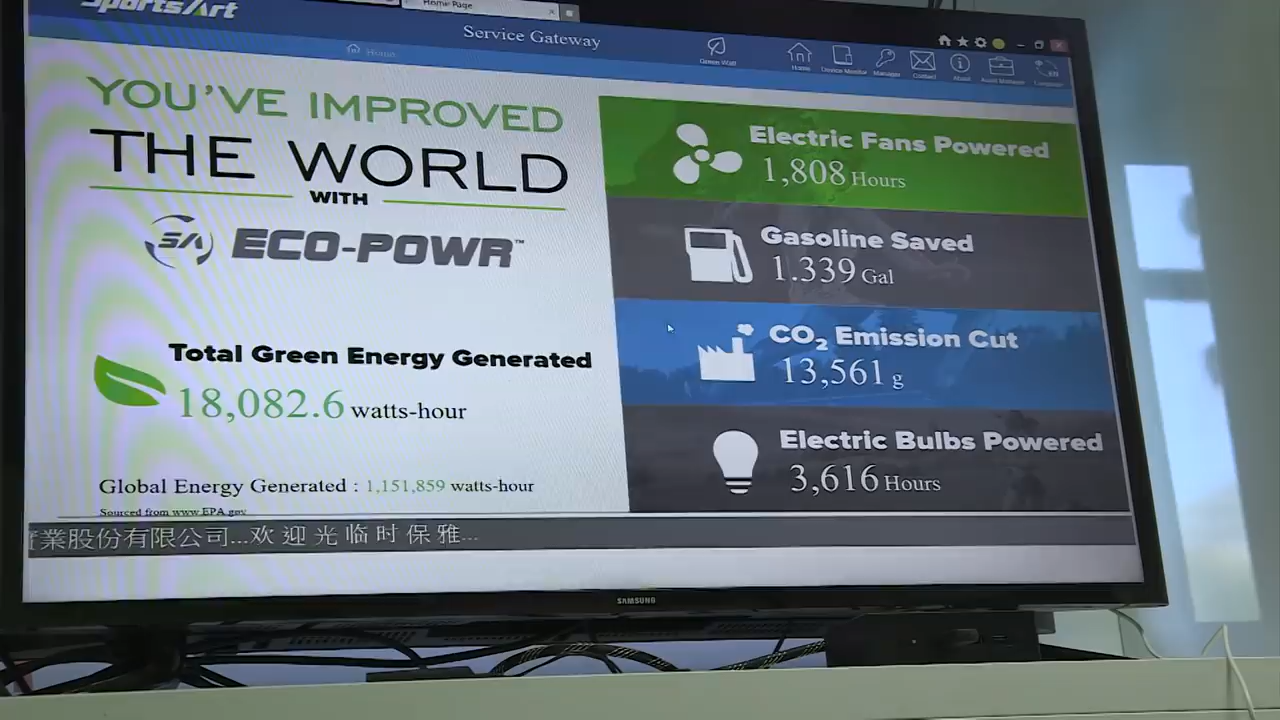 SportsArt
Home Page
Service Gateway
Home
Green Watt
Home
Device Monitor
Manager
Contact
About
YOU'VE IMPROVED
THE WORLD
WITH
SA ECO-POWR™
Total Green Energy Generated
18,082.6 watts-hour
Global Energy Generated : 1,151,859 watts-hour
Sourced from www.EPA.gov
Electric Fans Powered
1,808 Hours
Gasoline Saved
1.339 Gal
CO₂ Emission Cut
13,561 g
Electric Bulbs Powered
3,616 Hours
業股份有限公司...欢迎光临时保雅...
SAMSUNG